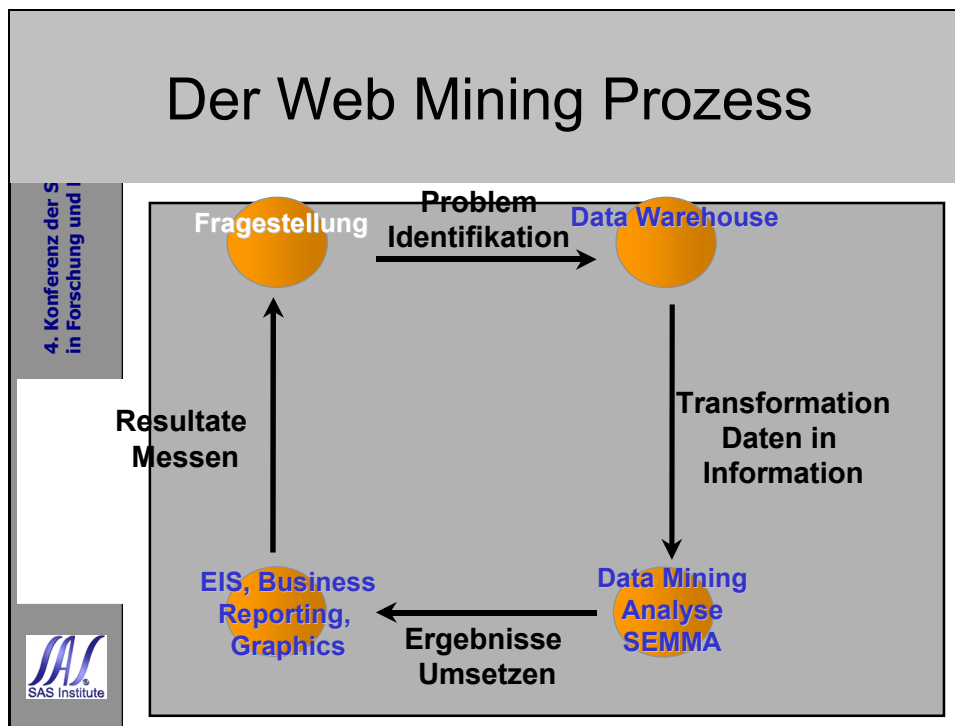 Der Web Mining Prozess
4. Konferenz der
in Forschung und
Fragestellung
Problem
Identifikation
Data Warehouse
Transformation
Daten in
Information
Data Mining
Analyse
SEMMA
Ergebnisse
Umsetzen
EIS, Business
Reporting,
Graphics
Resultate
Messen
SAS
SAS Institute